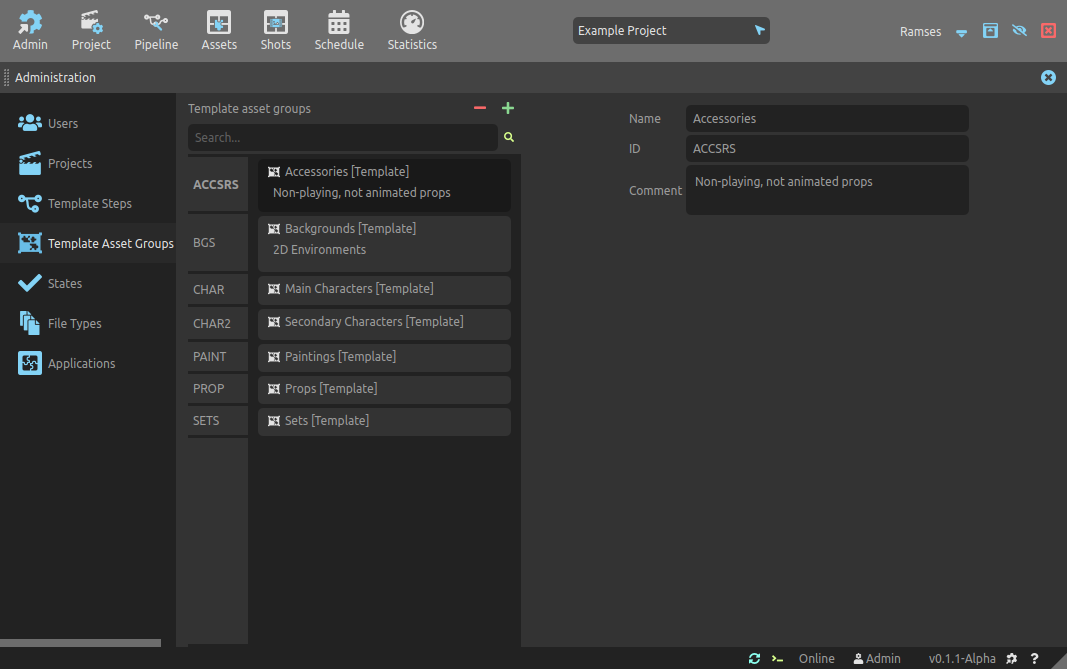 Admin
Project
Pipeline
Assets
Shots
Schedule
Statistics
Example Project
Ramses
Administration
Users
Projects
Template Steps
Template Asset Groups
States
File Types
Applications
Template asset groups
Search...
ACCSRS
Accessories [Template]
Non-playing, not animated props
BGS
Backgrounds [Template]
2D Environments
CHAR
Main Characters [Template]
CHAR2
Secondary Characters [Template]
PAINT
Paintings [Template]
PROP
Props [Template]
SETS
Sets [Template]
Name
Accessories
ID
ACCSRS
Comment
Non-playing, not animated props
Online
Admin
v0.1.1-Alpha
?